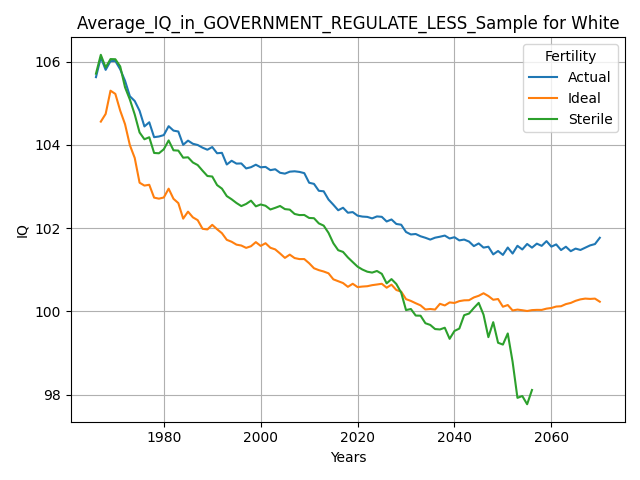 Average_IQ_in_GOVERNMENT_REGULATE_LESS_Sample for White
Fertility
Actual
Ideal
Sterile
IQ
106
104
102
100
98
1980
2000
2020
2040
2060
Years